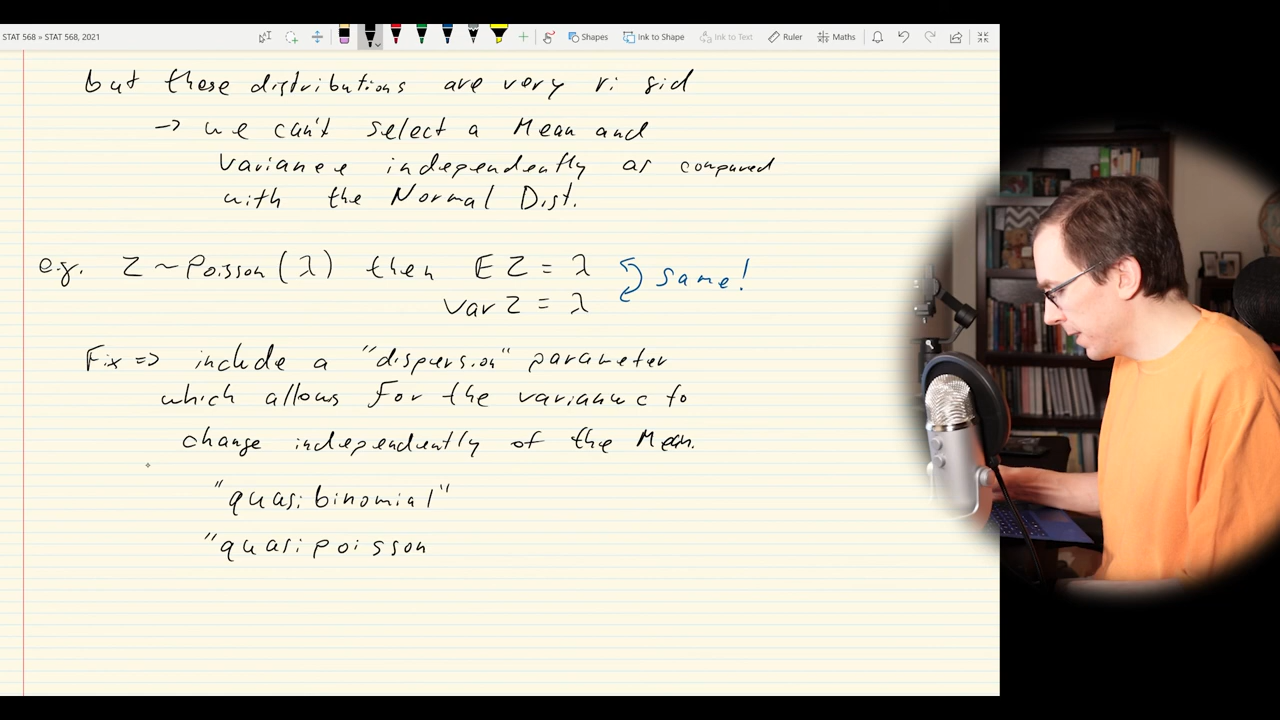 STAT 568 » STAT 568, 2021
Shapes Ink to Shape Ink to Text Ruler Maths
but these distributions are very rigid
→ we can't select a Mean and
variance independently as compared
with the Normal Dist.
e.g. Z ~ Poisson (λ) then E Z = λ
Var Z = λ
same!
Fix => include a "dispersion" parameter
which allows for the variance to
change independently of the Mean.
"quasibinomial"
"quasipoisson